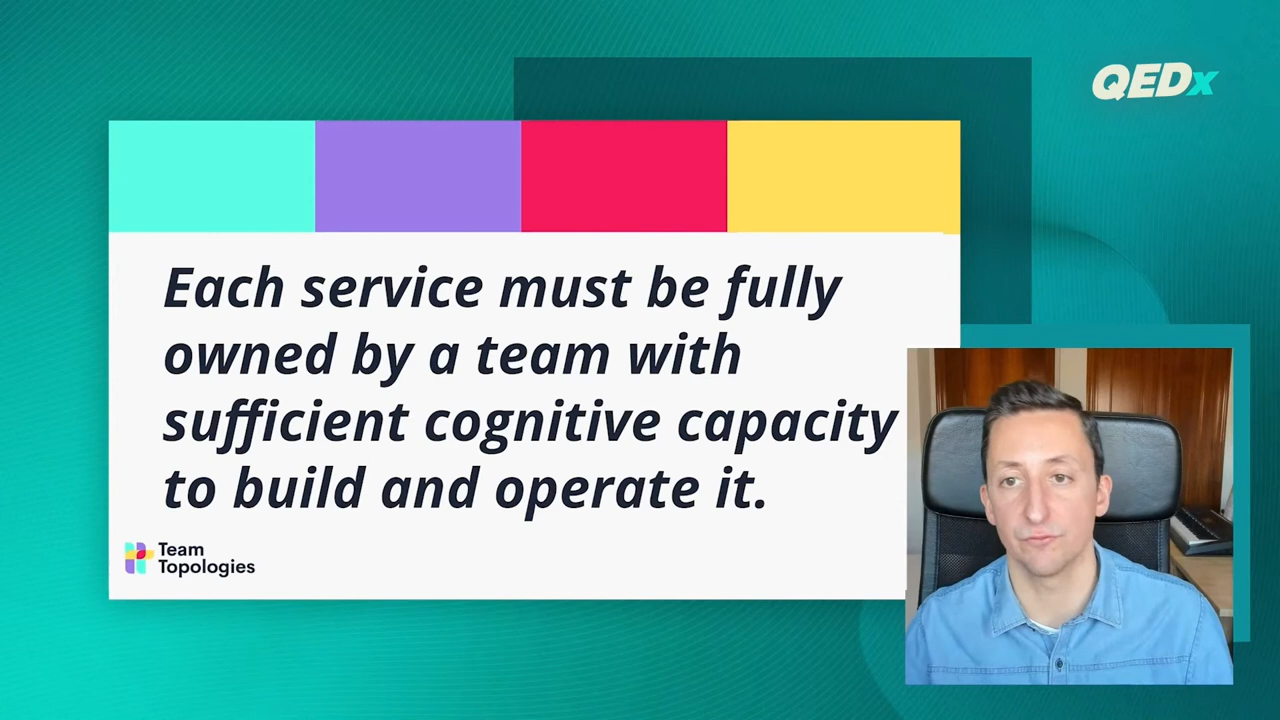 QEDx
Each service must be fully
owned by a team with
sufficient cognitive capacity
to build and operate it.
Team
Topologies